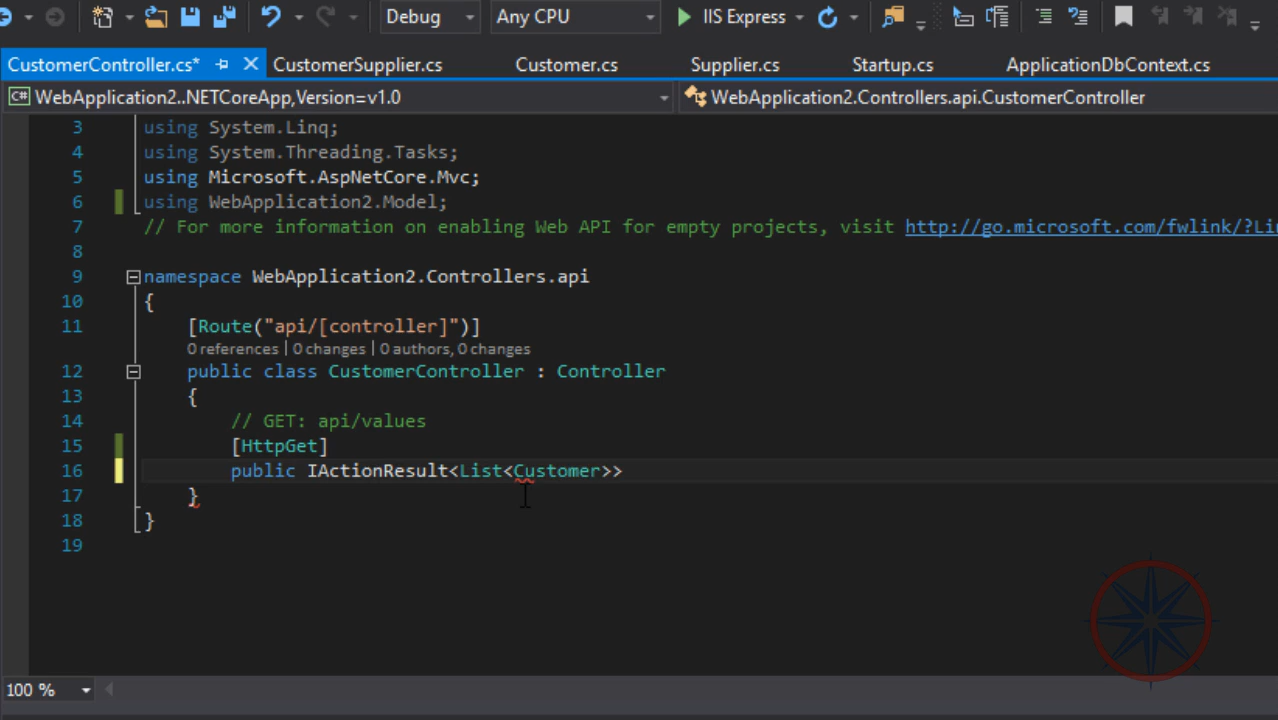 Debug Any CPU IIS Express
CustomerController.cs* CustomerSupplier.cs Customer.cs Supplier.cs Startup.cs ApplicationDbContext.cs
C# WebApplication2..NETCoreApp,Version=v1.0 WebApplication2.Controllers.api.CustomerController
3 using System.Linq;
4 using System.Threading.Tasks;
5 using Microsoft.AspNetCore.Mvc;
6 using WebApplication2.Model;
7 // For more information on enabling Web API for empty projects, visit http://go.microsoft.com/fwlink/?Li
8
9 namespace WebApplication2.Controllers.api
10 {
11 [Route("api/[controller]")]
0 references | 0 changes | 0 authors, 0 changes
12 public class CustomerController : Controller
13 {
14 // GET: api/values
15 [HttpGet]
16 public IActionResult<List<Customer>>
17 }
18 }
19
100 %